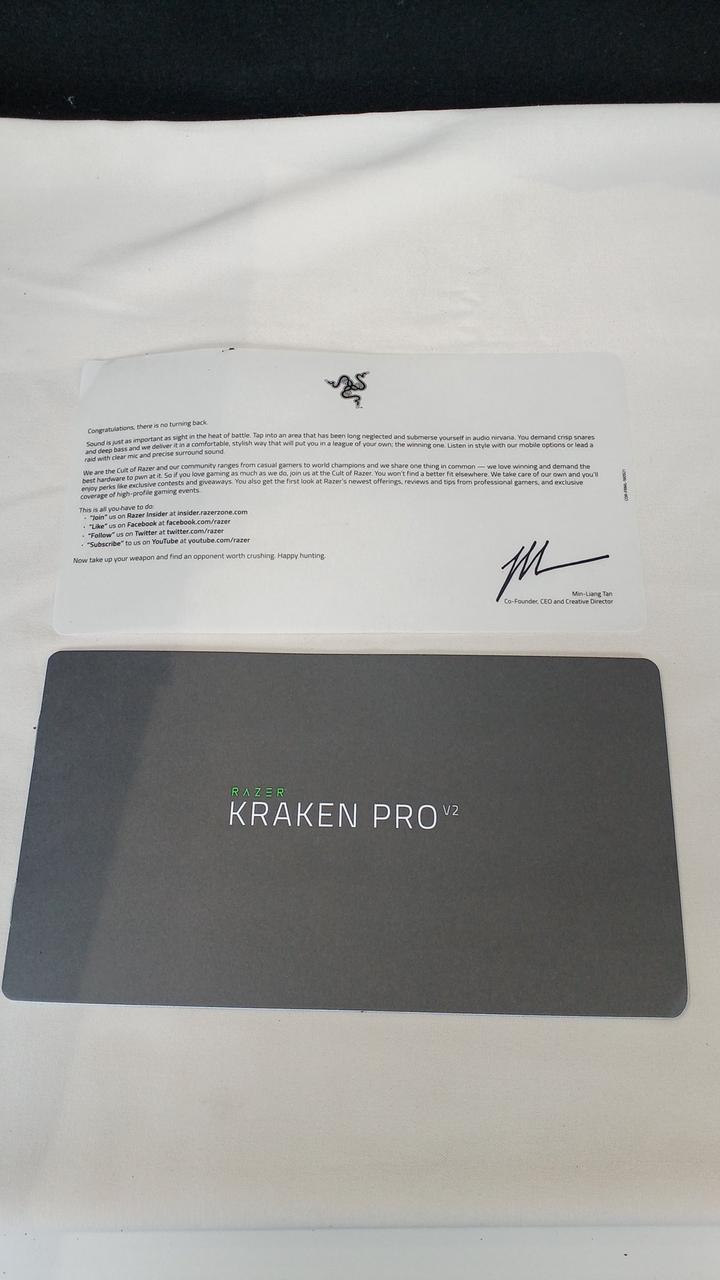 Congratulations, there is no turning back.
Sound is just as important as sight in the heat of battle. Tap into an area that has been long neglected and submerse yourself in audio nirvana. You demand crisp snares
and deep bass and we deliver it in a comfortable, stylish way that will put you in a league of your own; the winning one. Listen in style with our mobile options or lead a
raid with clear mic and precise surround sound.
We are the Cult of Razer and our community ranges from casual gamers to world champions and we share one thing in common — we love winning and demand the
best hardware to pwn at it. So if you love gaming as much as we do, join us at the Cult of Razer. You won't find a better fit elsewhere. We take care of our own and you'll
enjoy perks like exclusive contests and giveaways. You also get the first look at Razer's newest offerings, reviews and tips from professional gamers, and exclusive
coverage of high-profile gaming events.
This is all you have to do:
· "Join" us on Razer Insider at insider.razerzone.com
· "Like" us on Facebook at facebook.com/razer
· "Follow" us on Twitter at twitter.com/razer
· "Subscribe" to us on YouTube at youtube.com/razer
Now take up your weapon and find an opponent worth crushing. Happy hunting.
Min-Liang Tan
Co-Founder, CEO and Creative Director
RAZER
KRAKEN PRO V2